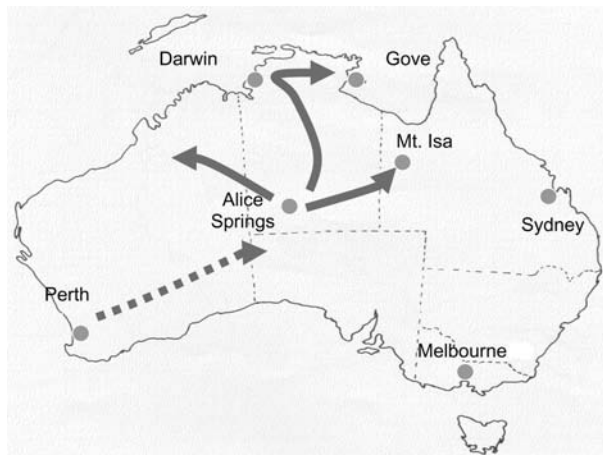 Darwin
Gove
Mt. Isa
Alice
Springs
Sydney
Perth
Melbourne